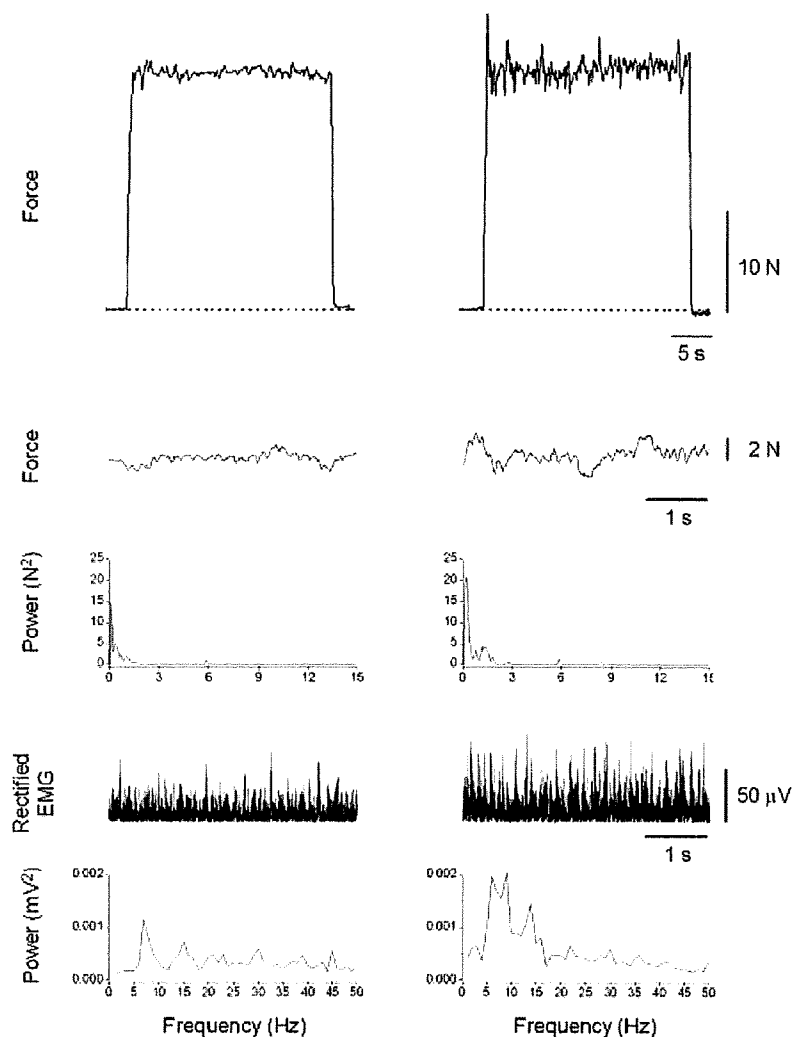 Force
10 N
5 s
Force
2 N
1 s
Power (N²)
25
20
15
10
5
0
0 3 6 9 12 15
25
20
15
10
5
0
0 3 6 9 12 15
Rectified
EMG
50 µV
1 s
Power (mV²)
0.002
0.001
0.000
0 5 10 15 20 25 30 35 40 45 50
0.002
0.001
0.000
0 5 10 15 20 25 30 35 40 45 50
Frequency (Hz)
Frequency (Hz)